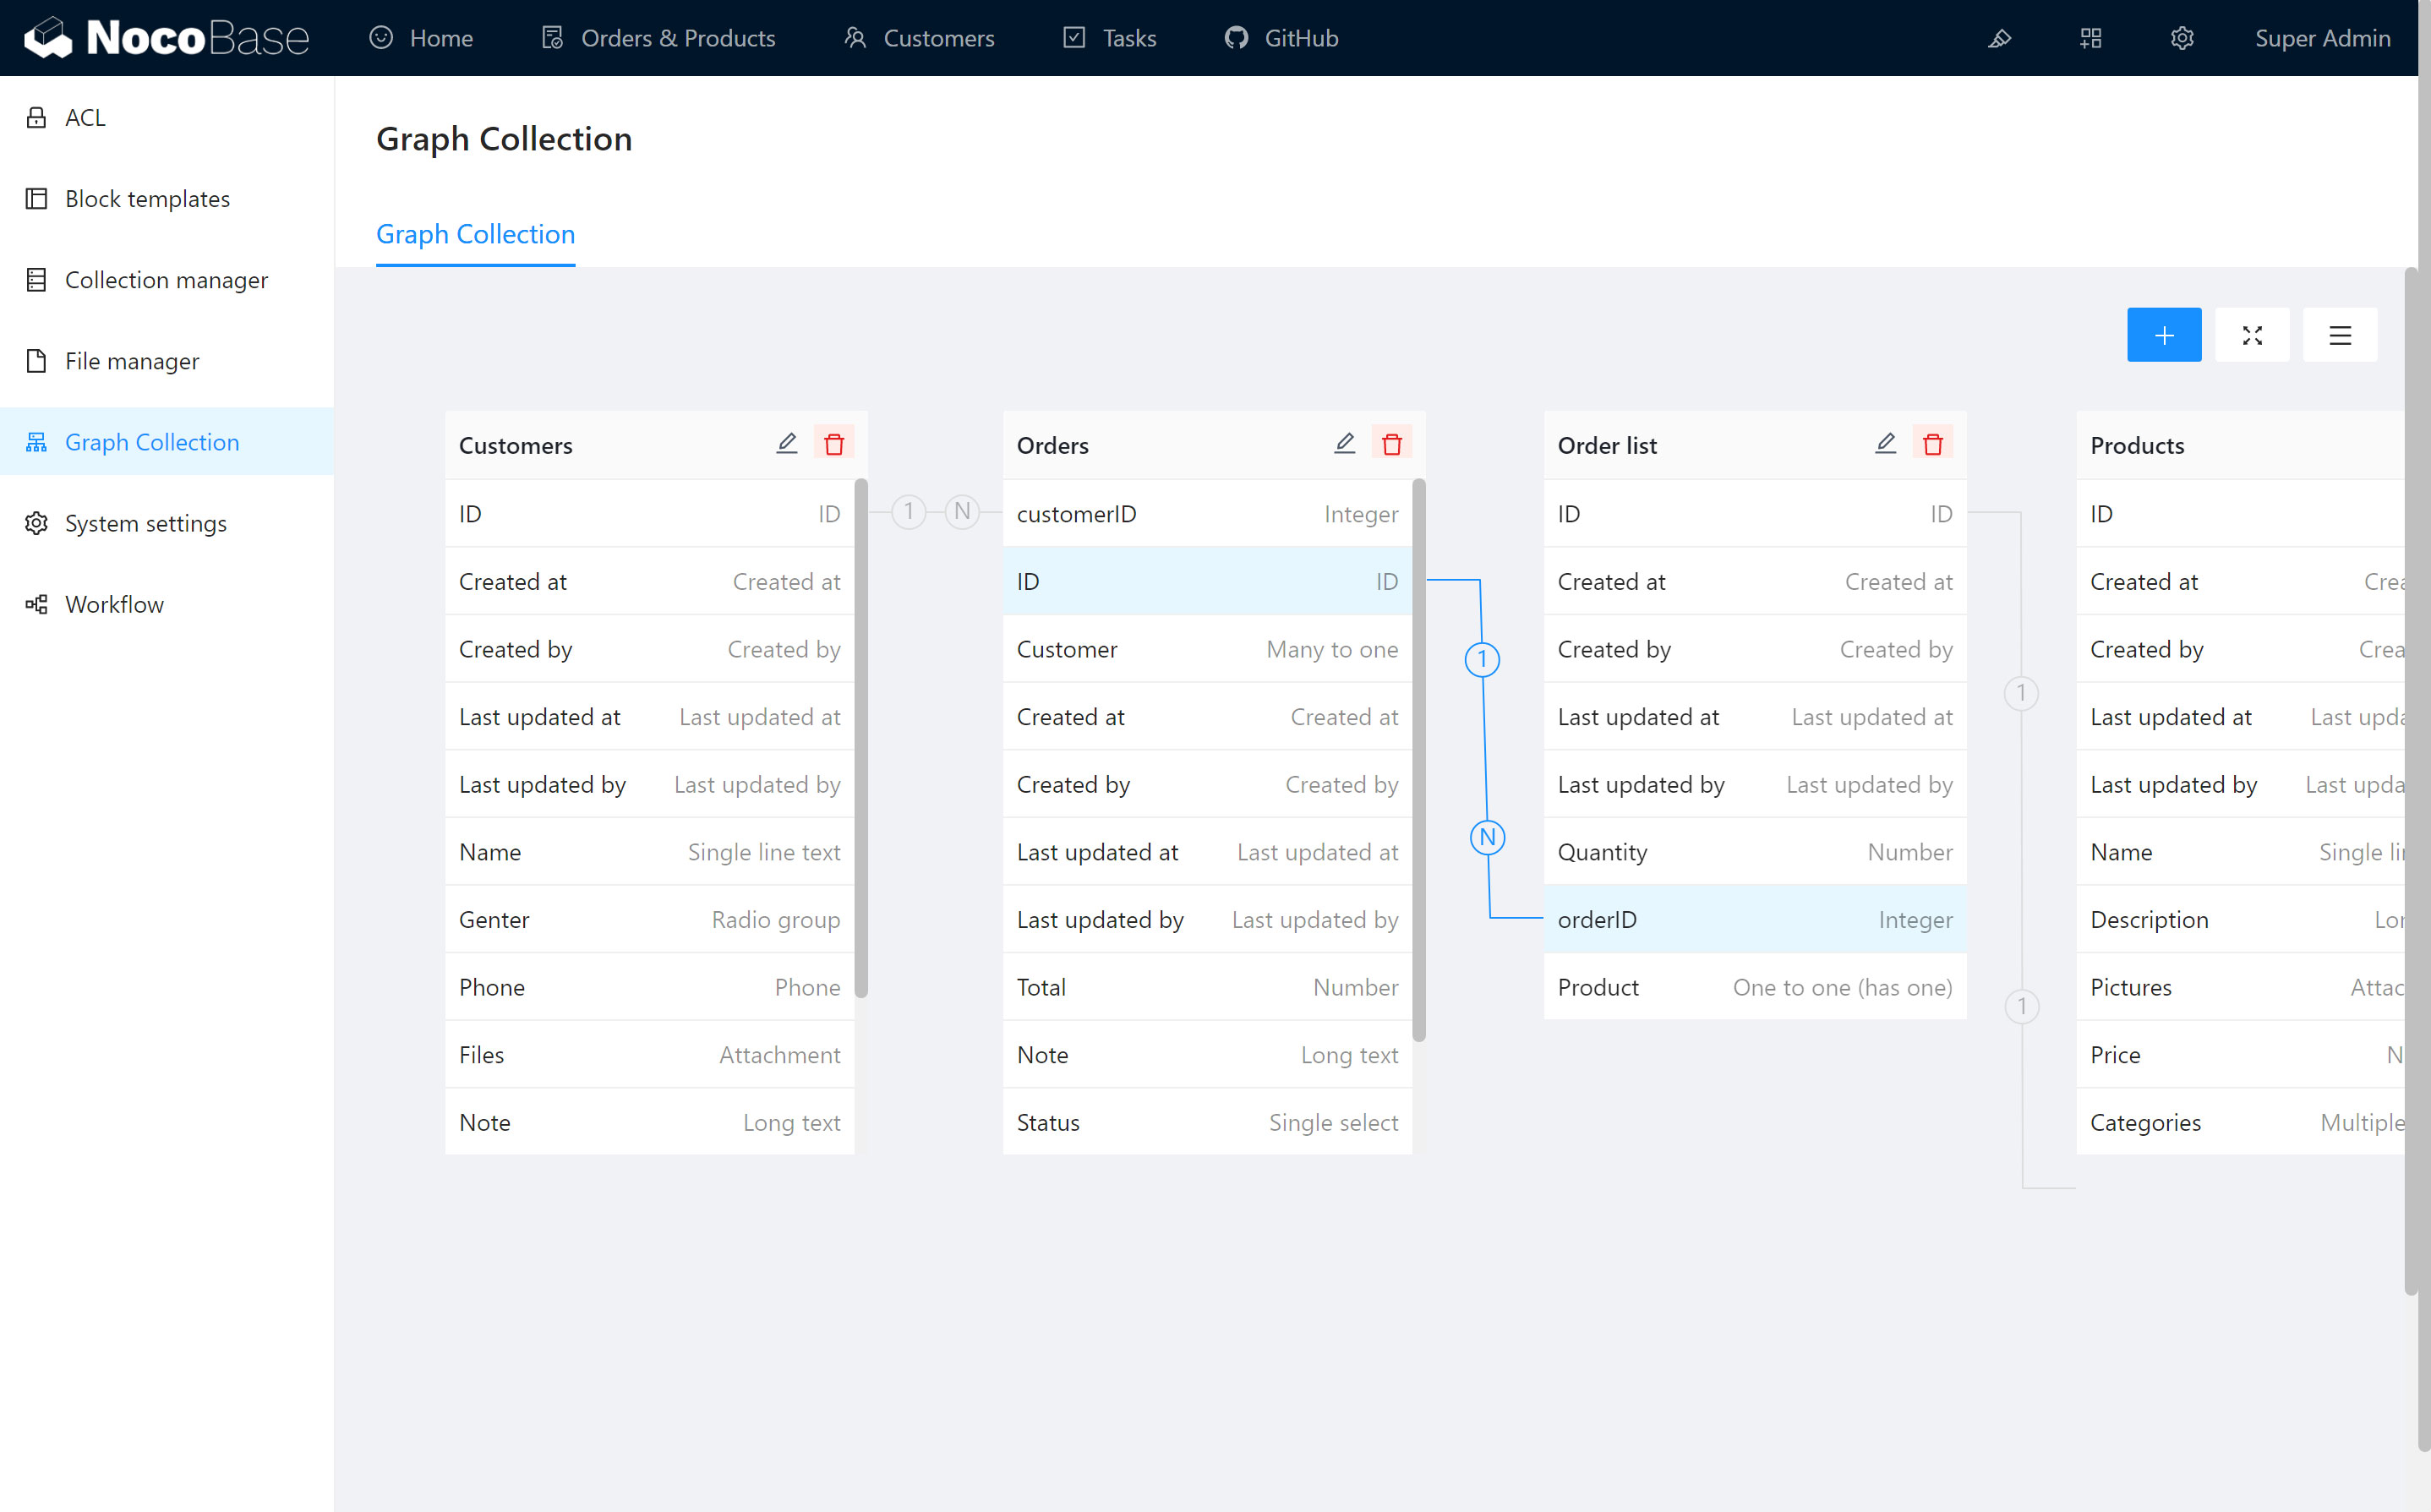 NocoBase Home Orders & Products Customers Tasks GitHub Super Admin
ACL
Block templates
Collection manager
File manager
Graph Collection
System settings
Workflow
Graph Collection
Graph Collection
Customers
ID ID
Created at Created at
Created by Created by
Last updated at Last updated at
Last updated by Last updated by
Name Single line text
Genter Radio group
Phone Phone
Files Attachment
Note Long text
1 N
Orders
customerID Integer
ID ID
Customer Many to one
Created at Created at
Created by Created by
Last updated at Last updated at
Last updated by Last updated by
Total Number
Note Long text
Status Single select
1
N
Order list
ID ID
Created at Created at
Created by Created by
Last updated at Last updated at
Last updated by Last updated by
Quantity Number
orderID Integer
Product One to one (has one)
1
1
Products
ID
Created at
Created by
Last updated at Last
Last updated by Last
Name Single
Description
Pictures
Price
Categories Multiple